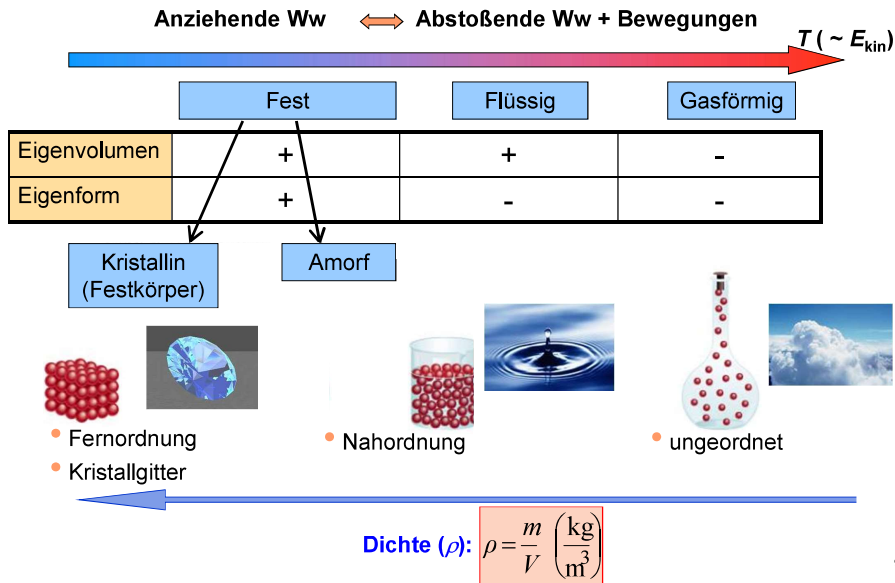 Anziehende Ww ⇔ Abstoßende Ww + Bewegungen
T ( ~ E_kin)
Fest Flüssig Gasförmig
Eigenvolumen + + -
Eigenform + - -
Kristallin
(Festkörper)
Amorf
• Fernordnung
• Kristallgitter
• Nahordnung
• ungeordnet
Dichte (ρ): ρ = m/V (kg/m³)